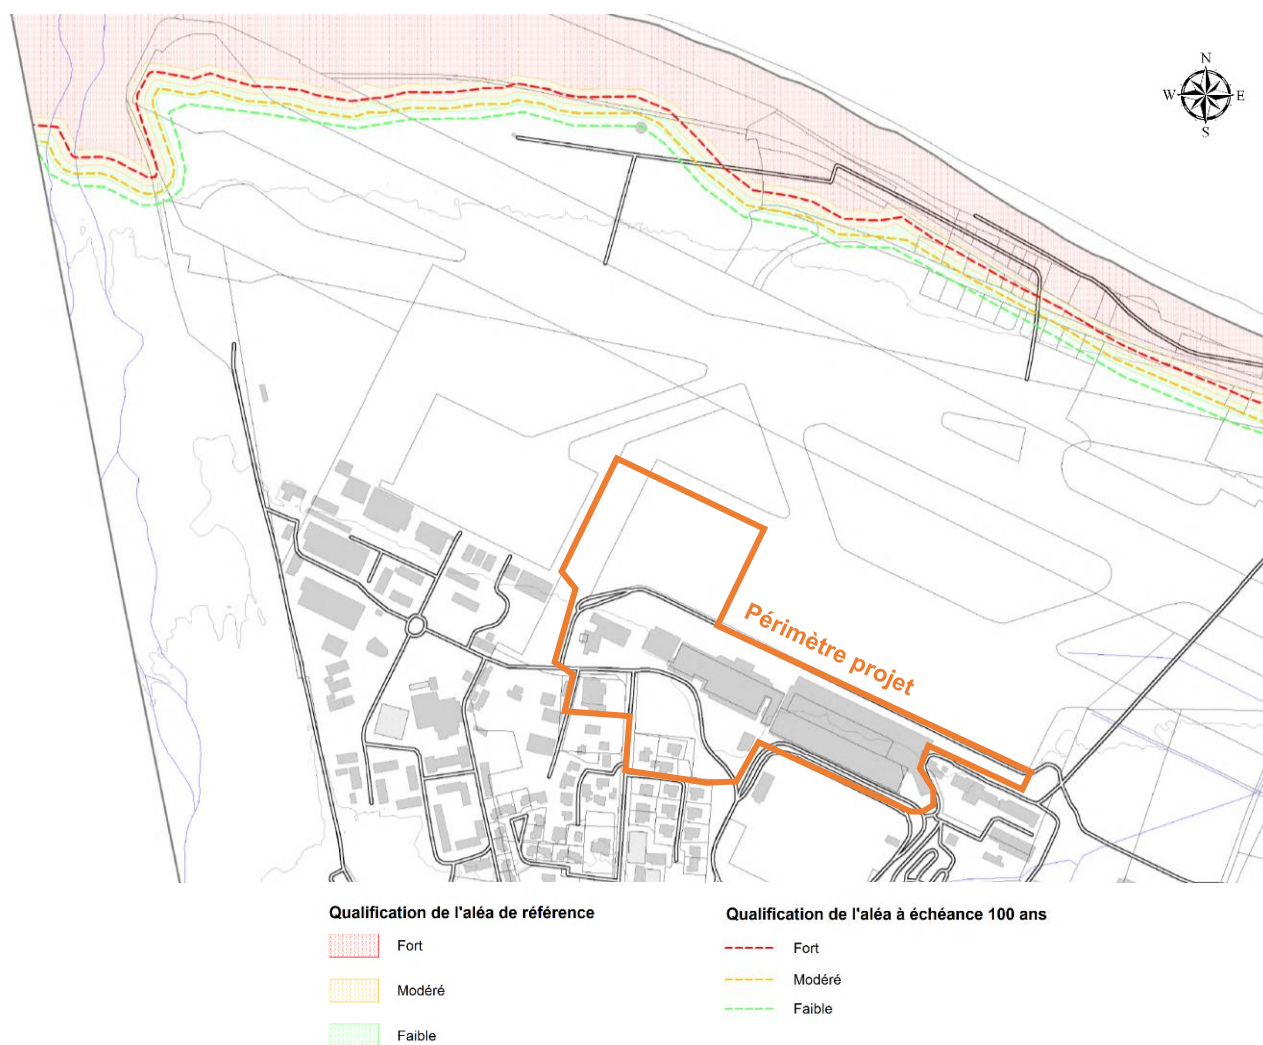 N
W E
S
Périmètre projet
Qualification de l'aléa de référence
Fort
Modéré
Faible
Qualification de l'aléa à échéance 100 ans
Fort
Modéré
Faible